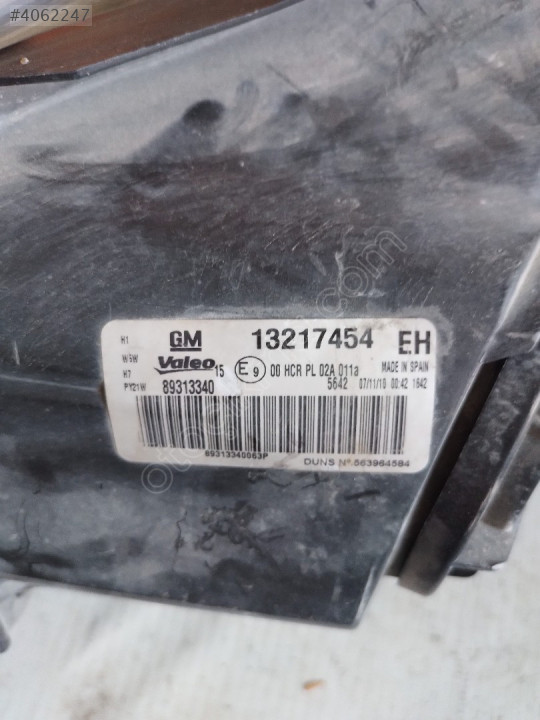 #4062247
H1 GM 13217454 EH
W5W Valeo 15 E9 00 HCR PL 02A 011a MADE IN SPAIN
H7 5642 07/11/10 00:42 1642
PY21W 89313340
89313340063P
DUNS Nº 563964584